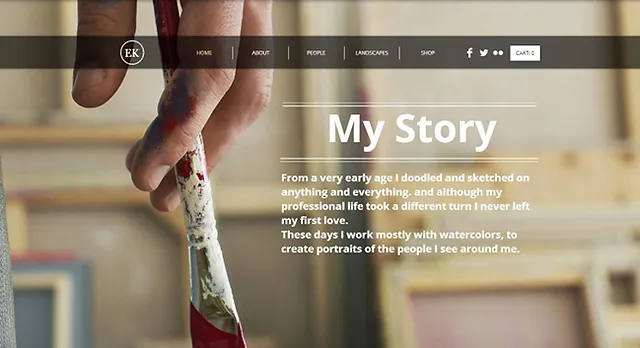 EK
HOME
ABOUT
PEOPLE
LANDSCAPES
SHOP
CART: 0
My Story
From a very early age I doodled and sketched on
anything and everything. and although my
professional life took a different turn I never left
my first love.
These days I work mostly with watercolors, to
create portraits of the people I see around me.